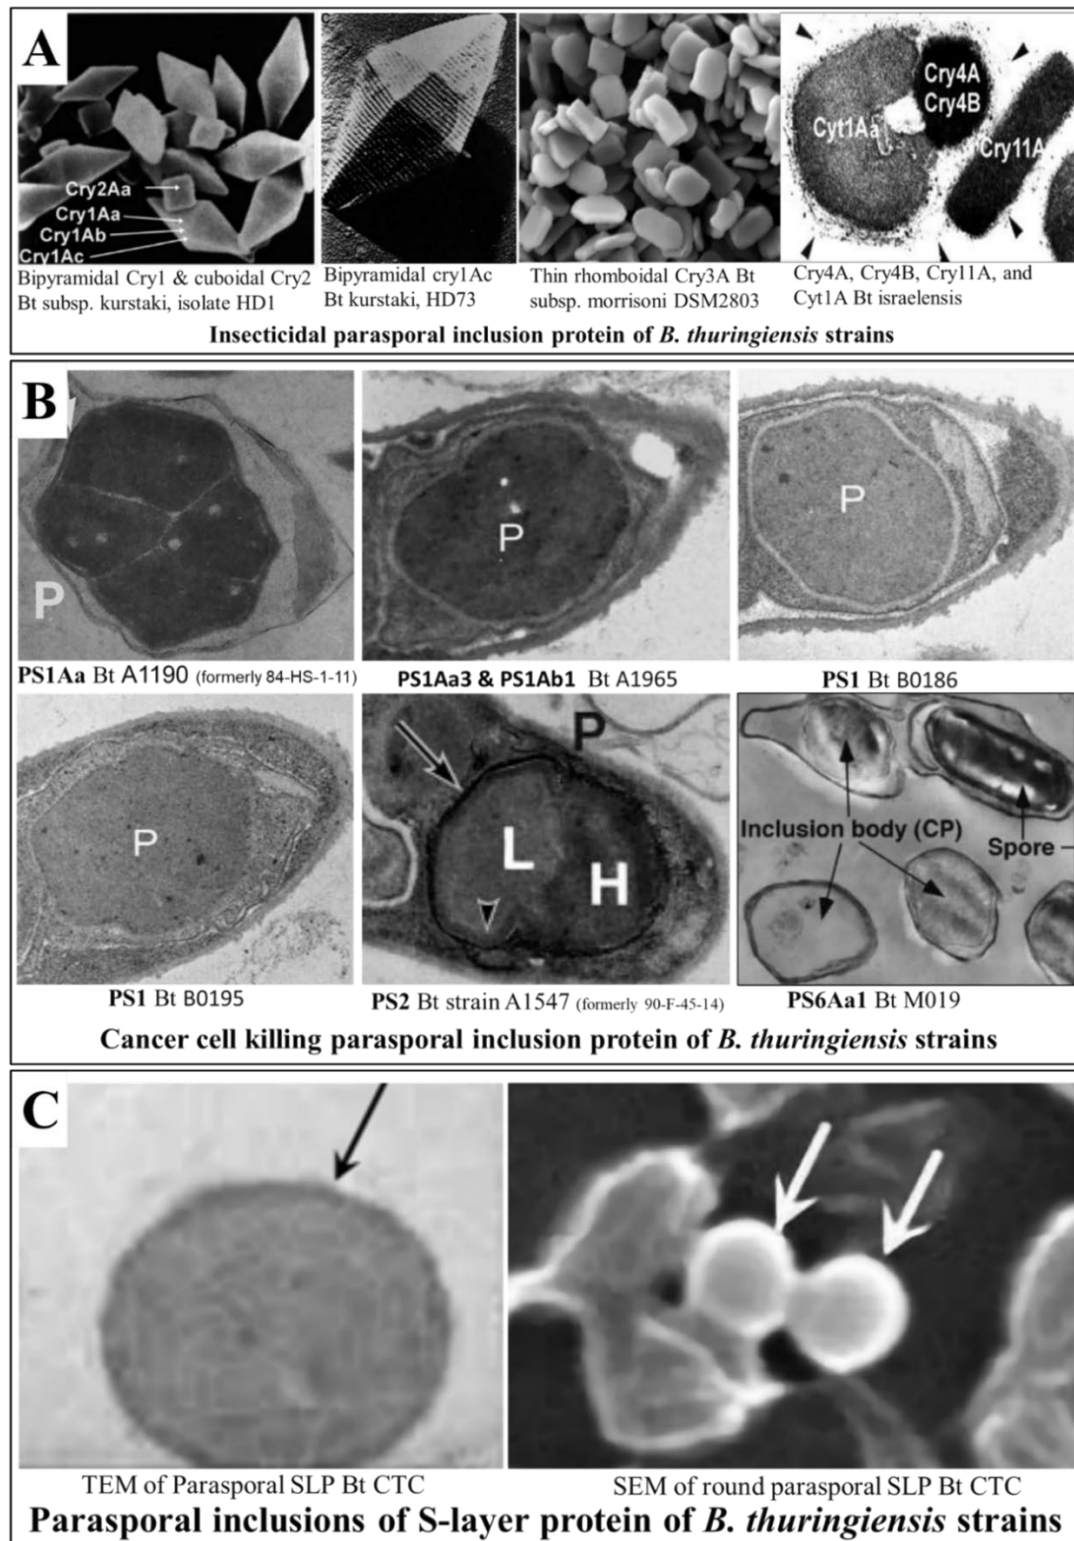 A
C
Cry2Aa
Cry1Aa
Cry1Ab
Cry1Ac
Cry4A
Cry4B
Cyt1Aa
Cry11A
Bipyramidal Cry1 & cuboidal Cry2
Bt subsp. kurstaki, isolate HD1
Bipyramidal cry1Ac
Bt kurstaki, HD73
Thin rhomboidal Cry3A Bt
subsp. morrisoni DSM2803
Cry4A, Cry4B, Cry11A, and
Cyt1A Bt israelensis
Insecticidal parasporal inclusion protein of B. thuringiensis strains
B
P
P
P
PS1Aa Bt A1190 (formerly 84-HS-1-11)
PS1Aa3 & PS1Ab1 Bt A1965
PS1 Bt B0186
P
P
L
H
Inclusion body (CP)
Spore
PS1 Bt B0195
PS2 Bt strain A1547 (formerly 90-F-45-14)
PS6Aa1 Bt M019
Cancer cell killing parasporal inclusion protein of B. thuringiensis strains
C
TEM of Parasporal SLP Bt CTC
SEM of round parasporal SLP Bt CTC
Parasporal inclusions of S-layer protein of B. thuringiensis strains